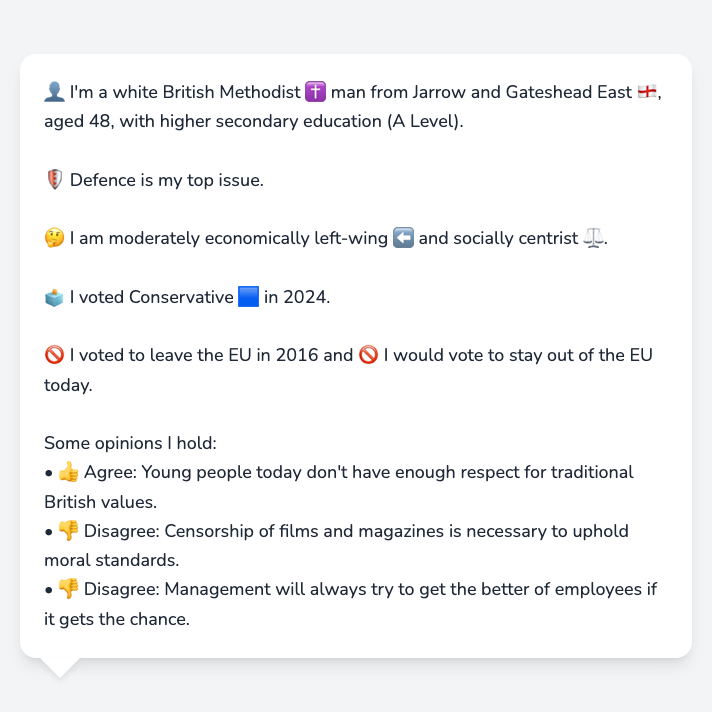 👤 I'm a white British Methodist ✝️ man from Jarrow and Gateshead East 🏴󠁧󠁢󠁥󠁮󠁧󠁿,
aged 48, with higher secondary education (A Level).
🛡️ Defence is my top issue.
🤔 I am moderately economically left-wing ⬅️ and socially centrist ⚖️.
🗳️ I voted Conservative 🟦 in 2024.
🚫 I voted to leave the EU in 2016 and 🚫 I would vote to stay out of the EU
today.
Some opinions I hold:
• 👍 Agree: Young people today don't have enough respect for traditional
British values.
• 👎 Disagree: Censorship of films and magazines is necessary to uphold
moral standards.
• 👎 Disagree: Management will always try to get the better of employees if
it gets the chance.